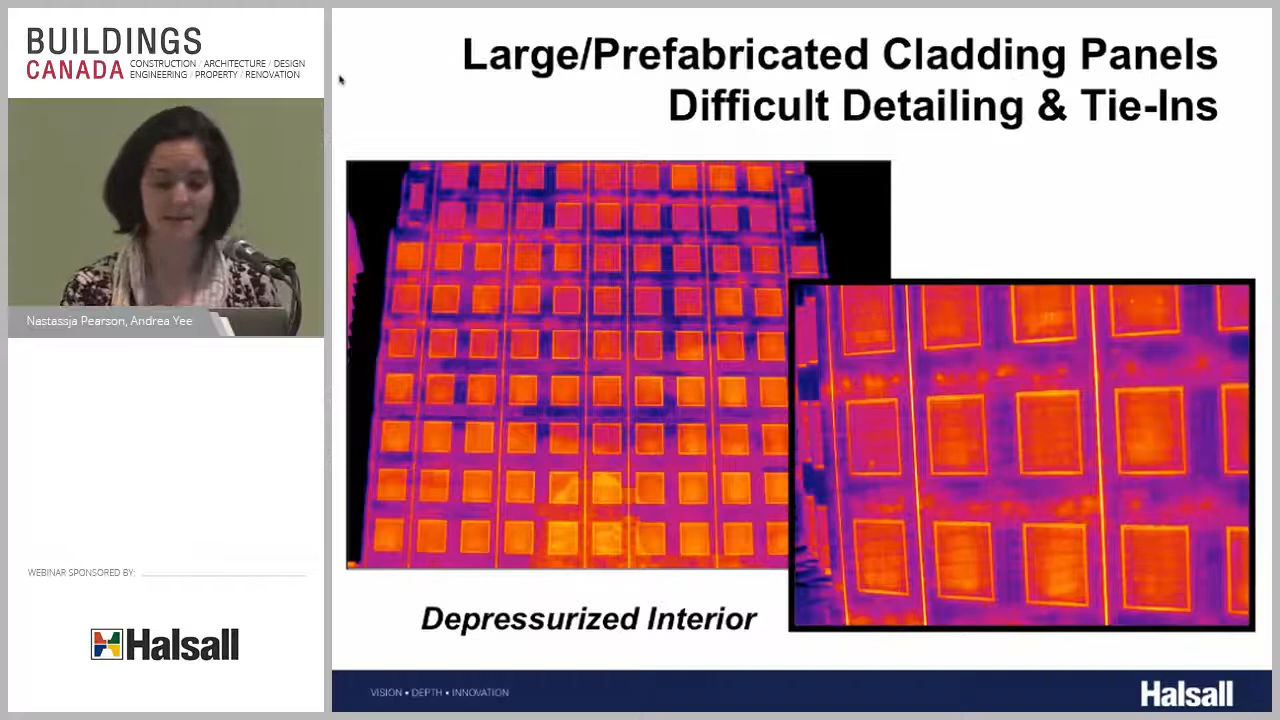 BUILDINGS
CANADA
CONSTRUCTION / ARCHITECTURE / DESIGN
ENGINEERING / PROPERTY / RENOVATION
Nastassja Pearson, Andrea Yee
WEBINAR SPONSORED BY:
Halsall
Large/Prefabricated Cladding Panels
Difficult Detailing & Tie-Ins
Depressurized Interior
VISION • DEPTH • INNOVATION
Halsall